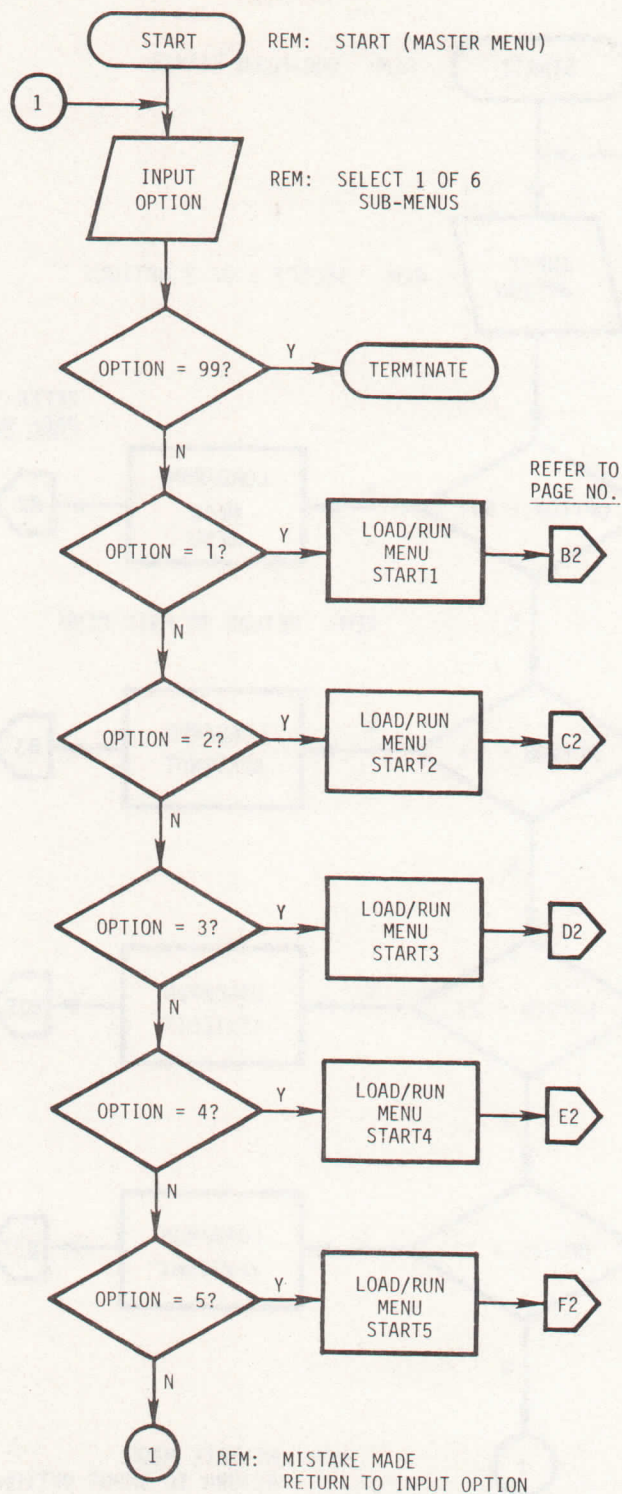 START REM: START (MASTER MENU)
1
INPUT
OPTION
REM: SELECT 1 OF 6
SUB-MENUS
OPTION = 99? Y TERMINATE
N
REFER TO
PAGE NO.
OPTION = 1? Y LOAD/RUN
MENU
START1
B2
N
OPTION = 2? Y LOAD/RUN
MENU
START2
C2
N
OPTION = 3? Y LOAD/RUN
MENU
START3
D2
N
OPTION = 4? Y LOAD/RUN
MENU
START4
E2
N
OPTION = 5? Y LOAD/RUN
MENU
START5
F2
N
1
REM: MISTAKE MADE
RETURN TO INPUT OPTION